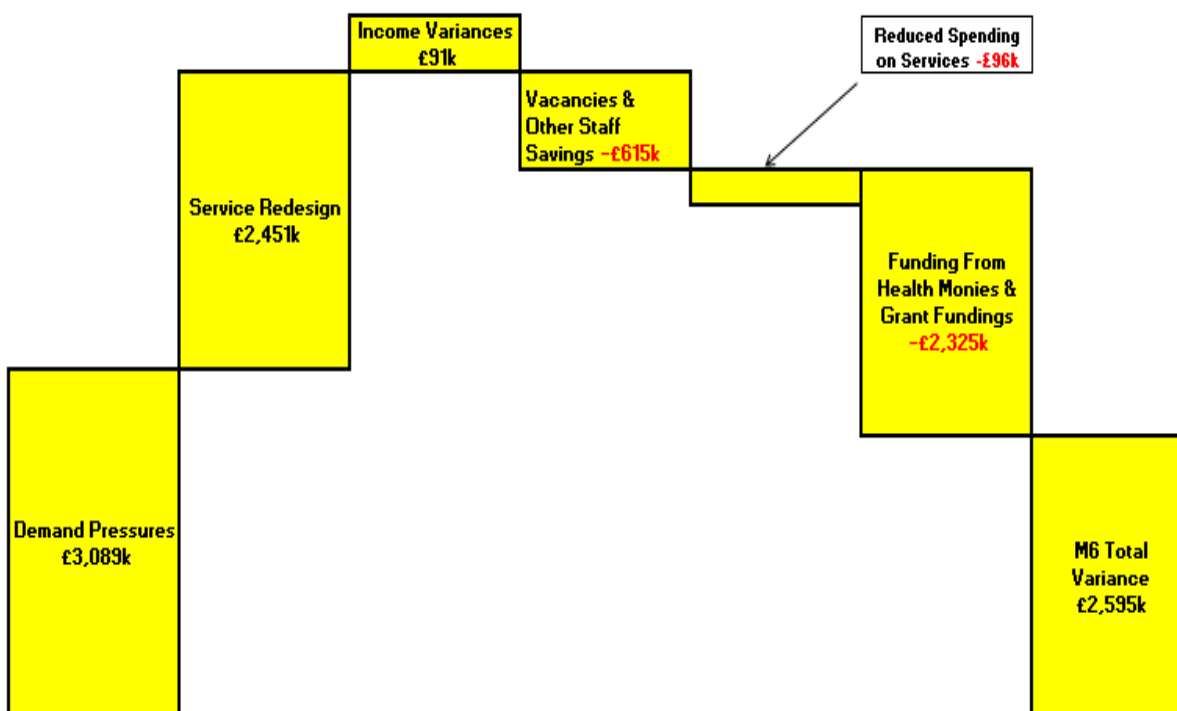 Income Variances
£91k
Reduced Spending
on Services -£96k
Vacancies &
Other Staff
Savings -£615k
Service Redesign
£2,451k
Funding From
Health Monies &
Grant Fundings
-£2,325k
Demand Pressures
£3,089k
M6 Total
Variance
£2,595k